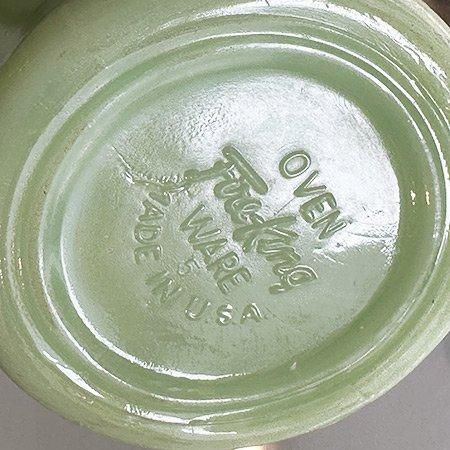 OVEN
Fire-King
WARE
5
MADE IN U.S.A.